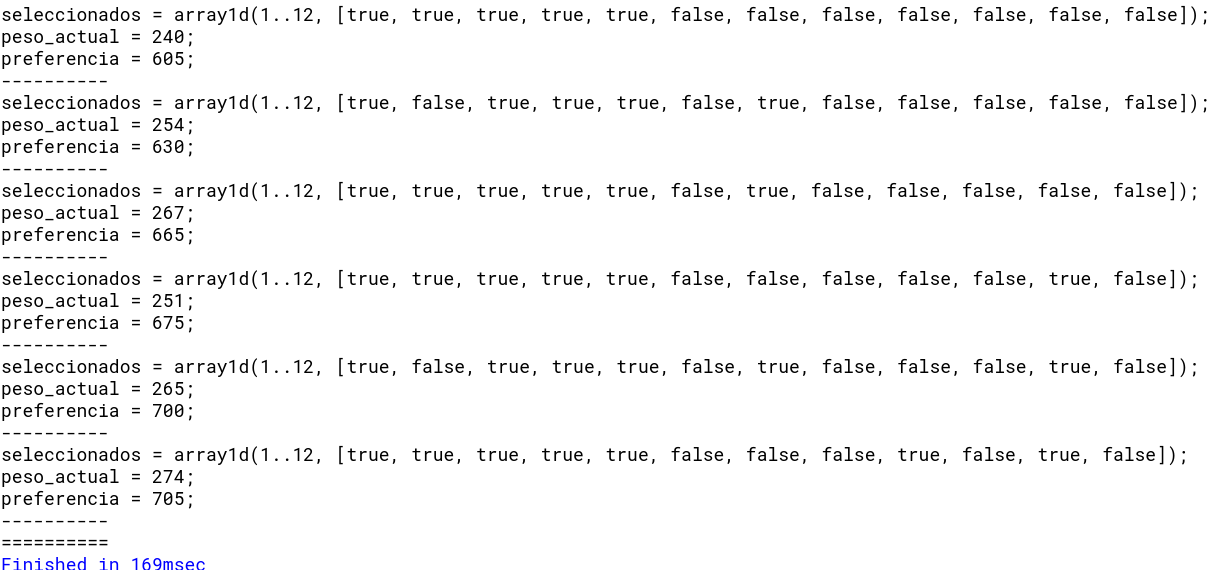 seleccionados = array1d(1..12, [true, true, true, true, true, false, false, false, false, false, false, false]);
peso_actual = 240;
preferencia = 605;
----------
seleccionados = array1d(1..12, [true, false, true, true, true, false, true, false, false, false, false, false]);
peso_actual = 254;
preferencia = 630;
----------
seleccionados = array1d(1..12, [true, true, true, true, true, false, true, false, false, false, false, false]);
peso_actual = 267;
preferencia = 665;
----------
seleccionados = array1d(1..12, [true, true, true, true, true, false, false, false, false, false, true, false]);
peso_actual = 251;
preferencia = 675;
----------
seleccionados = array1d(1..12, [true, false, true, true, true, false, true, false, false, false, true, false]);
peso_actual = 265;
preferencia = 700;
----------
seleccionados = array1d(1..12, [true, true, true, true, true, false, false, false, true, false, true, false]);
peso_actual = 274;
preferencia = 705;
----------
==========
Finished in 169msec